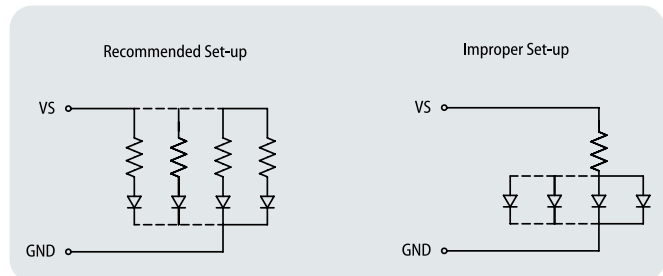 Recommended Set-up
VS
GND
Improper Set-up
VS
GND